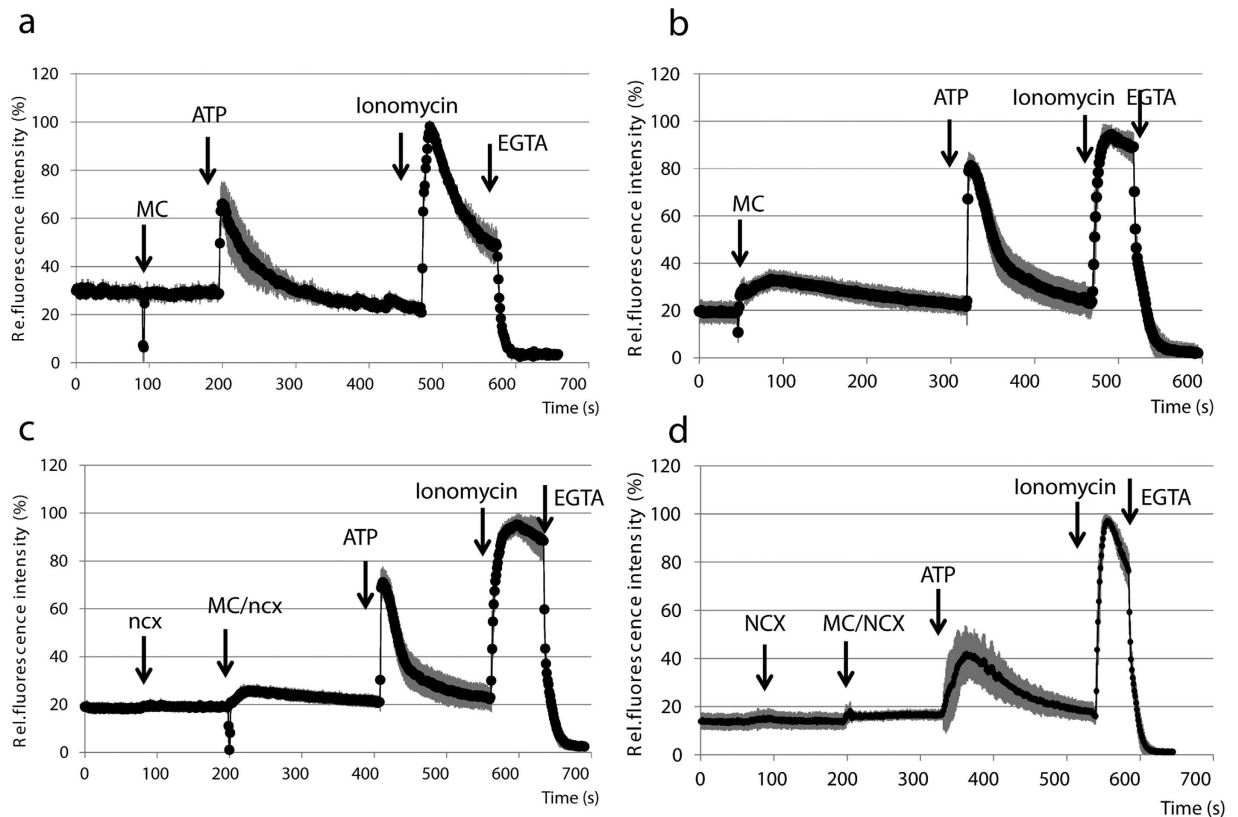 a
Re.fluorescence intensity (%)
120
100
80
60
40
20
0
MC
ATP
Ionomycin
EGTA
0 100 200 300 400 500 600 700
Time (s)
b
Rel.fluorescence intensity (%)
120
100
80
60
40
20
0
MC
ATP
Ionomycin
EGTA
0 100 200 300 400 500 600
Time (s)
c
Rel.fluorescence intensity (%)
120
100
80
60
40
20
0
ncx
MC/ncx
ATP
Ionomycin
EGTA
0 100 200 300 400 500 600 700
Time (s)
d
Rel.fluorescence intensity (%)
120
100
80
60
40
20
0
NCX
MC/NCX
ATP
Ionomycin
EGTA
0 100 200 300 400 500 600 700
Time (s)